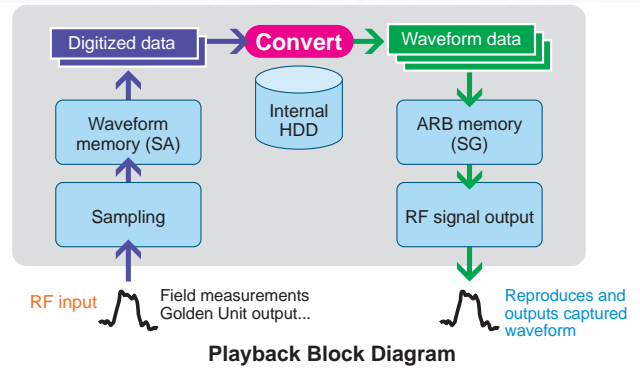 Digitized data
Convert
Waveform data
Internal
HDD
Waveform
memory (SA)
ARB memory
(SG)
Sampling
RF signal output
RF input
Field measurements
Golden Unit output...
Reproduces and
outputs captured
waveform
Playback Block Diagram